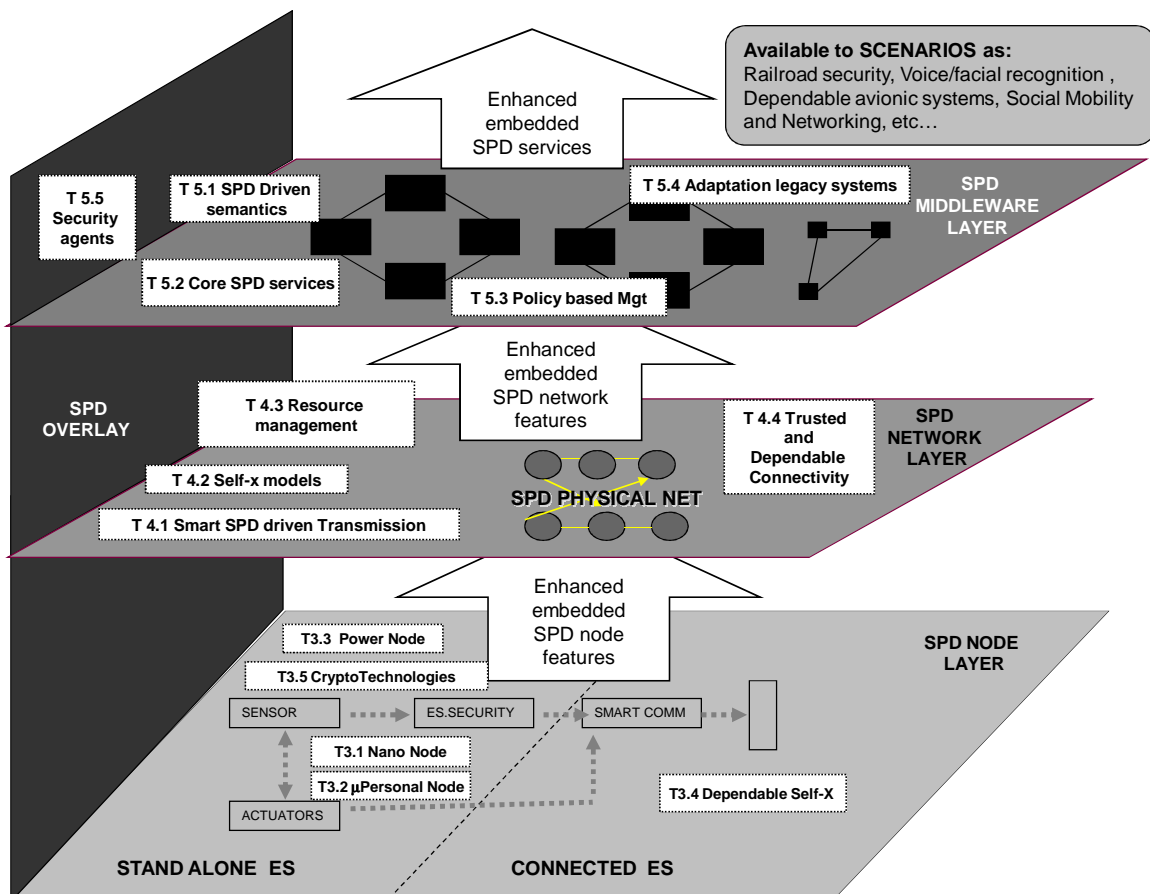 Available to SCENARIOS as:
Railroad security, Voice/facial recognition ,
Dependable avionic systems, Social Mobility
and Networking, etc…
Enhanced
embedded
SPD services
T 5.5
Security
agents
T 5.1 SPD Driven
semantics
T 5.4 Adaptation legacy systems
SPD
MIDDLEWARE
LAYER
T 5.2 Core SPD services
T 5.3 Policy based Mgt
Enhanced
embedded
SPD network
features
SPD
OVERLAY
T 4.3 Resource
management
T 4.4 Trusted
and
Dependable
Connectivity
SPD
NETWORK
LAYER
T 4.2 Self-x models
SPD PHYSICAL NET
T 4.1 Smart SPD driven Transmission
Enhanced
embedded
SPD node
features
T3.3 Power Node
SPD NODE
LAYER
T3.5 CryptoTechnologies
SENSOR
ES.SECURITY
SMART COMM
T3.1 Nano Node
T3.2 µPersonal Node
T3.4 Dependable Self-X
ACTUATORS
STAND ALONE ES
CONNECTED ES